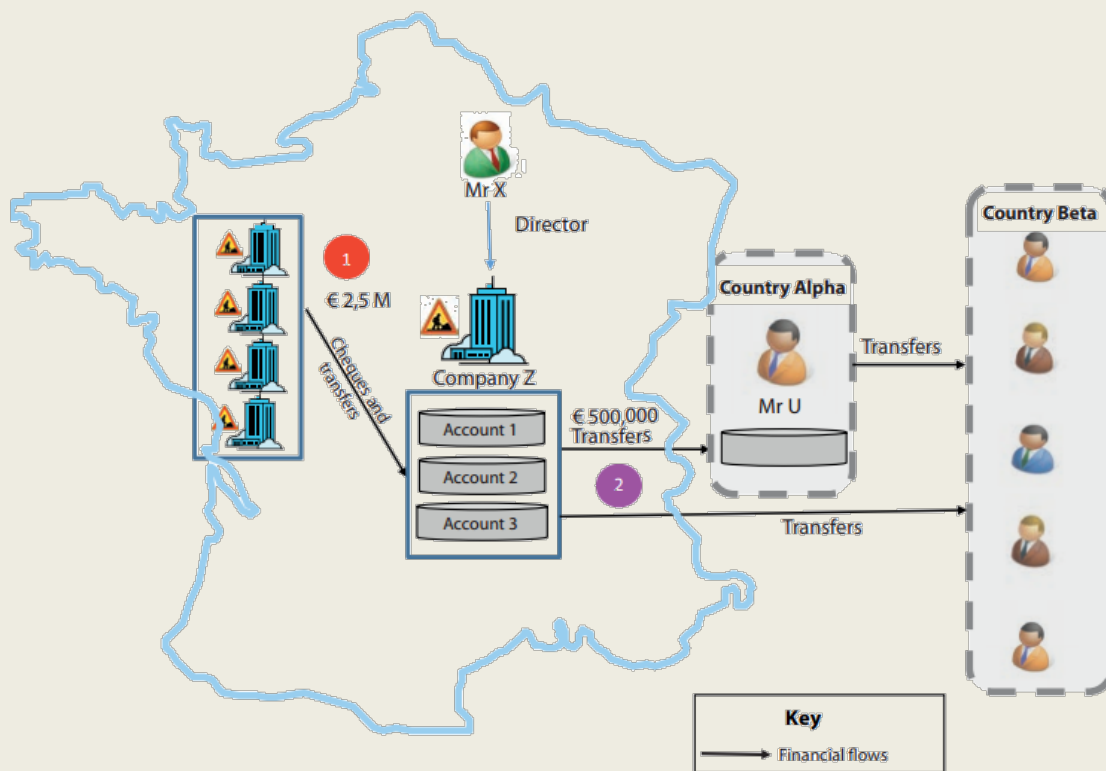 Mr X
Director
1
€ 2,5 M
Cheques and
transfers
Company Z
Account 1
Account 2
Account 3
€ 500,000
Transfers
2
Country Alpha
Mr U
Transfers
Transfers
Country Beta
Key
Financial flows